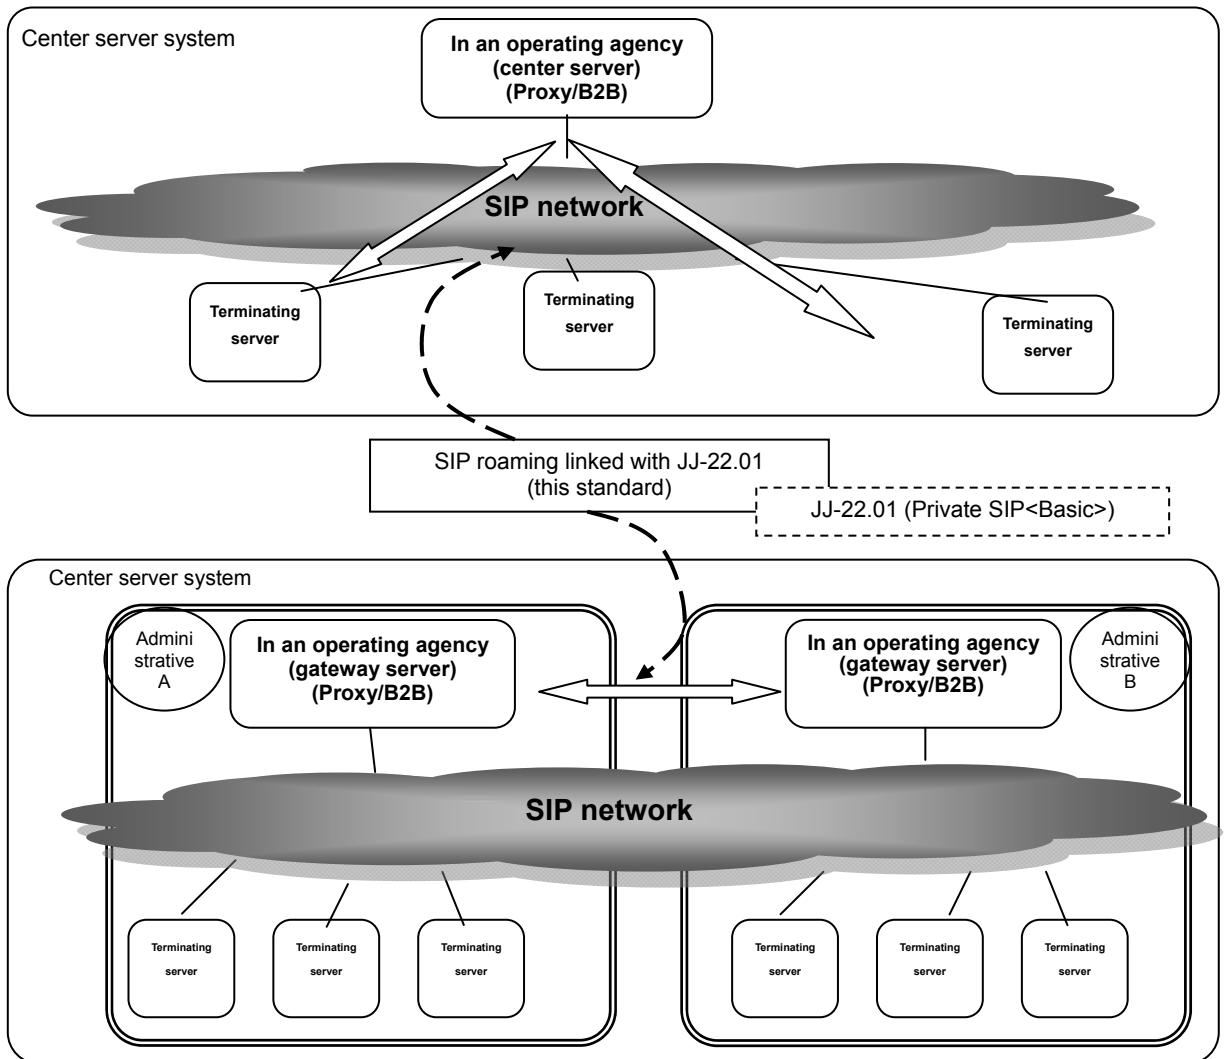 Center server system
In an operating agency
(center server)
(Proxy/B2B)
SIP network
Terminating
server
Terminating
server
Terminating
server
SIP roaming linked with JJ-22.01
(this standard)
JJ-22.01 (Private SIP<Basic>)
Center server system
Admini
strative
A
In an operating agency
(gateway server)
(Proxy/B2B)
In an operating agency
(gateway server)
(Proxy/B2B)
Admini
strative
B
SIP network
Terminating
server
Terminating
server
Terminating
server
Terminating
server
Terminating
server
Terminating
server